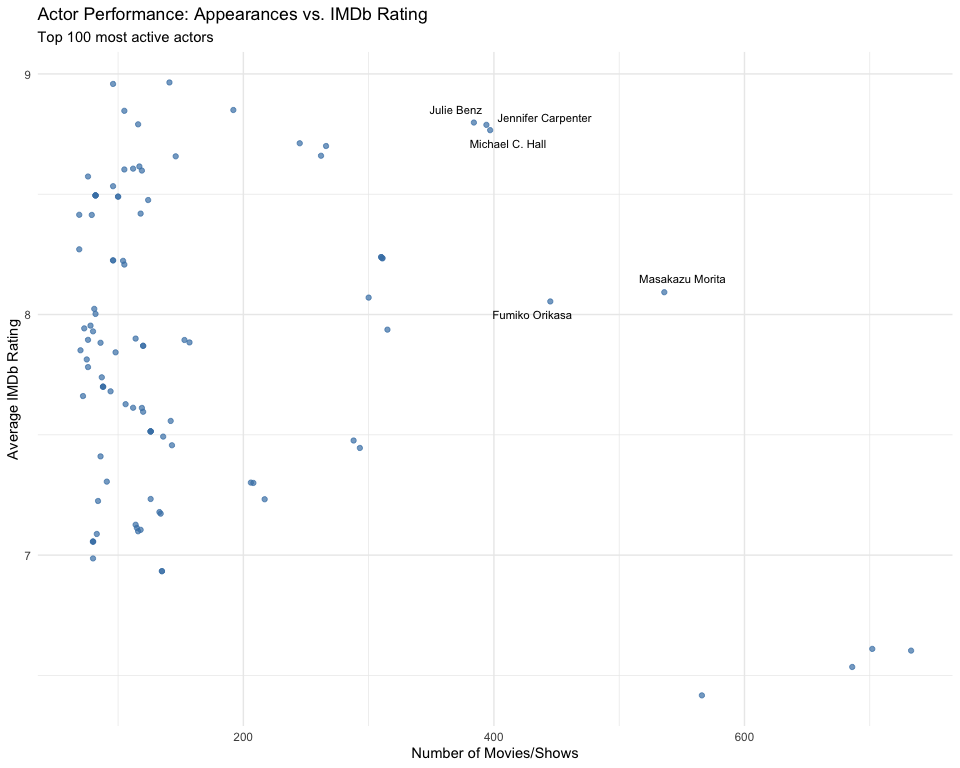 Actor Performance: Appearances vs. IMDb Rating
Top 100 most active actors
9
Julie Benz
Jennifer Carpenter
Michael C. Hall
Masakazu Morita
8
Fumiko Orikasa
Average IMDb Rating
7
200
400
600
Number of Movies/Shows